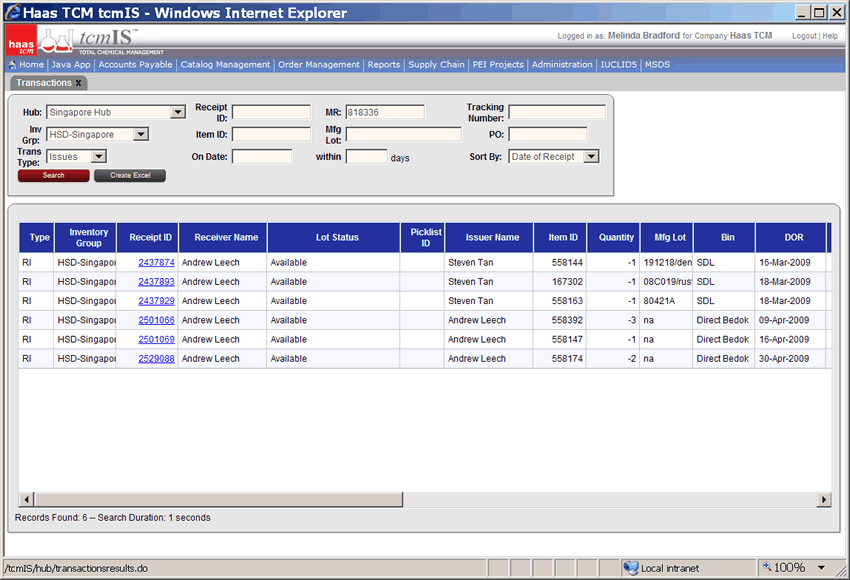 Haas TCM tcmIS - Windows Internet Explorer
haas tcm
tcmIS™
TOTAL CHEMICAL MANAGEMENT
Logged in as: Melinda Bradford for Company Haas TCM Logout | Help
Home | Java App | Accounts Payable | Catalog Management | Order Management | Reports | Supply Chain | PEI Projects | Administration | IUCLID5 | MSDS
Transactions X
Hub: Singapore Hub Receipt ID: MR: 818336 Tracking Number:
Inv Grp: HSD-Singapore Item ID: Mfg Lot: PO:
Trans Type: Issues On Date: within days Sort By: Date of Receipt
Search Create Excel
Type Inventory Group Receipt ID Receiver Name Lot Status Picklist ID Issuer Name Item ID Quantity Mfg Lot Bin DOR
RI HSD-Singapor 2437874 Andrew Leech Available Steven Tan 558144 -1 191218/den SDL 16-Mar-2009
RI HSD-Singapor 2437893 Andrew Leech Available Steven Tan 167302 -1 08C019/rus SDL 18-Mar-2009
RI HSD-Singapor 2437929 Andrew Leech Available Steven Tan 558163 -1 80421A SDL 18-Mar-2009
RI HSD-Singapor 2501066 Andrew Leech Available Andrew Leech 558392 -3 na Direct Bedok 09-Apr-2009
RI HSD-Singapor 2501069 Andrew Leech Available Andrew Leech 558147 -1 na Direct Bedok 16-Apr-2009
RI HSD-Singapor 2529088 Andrew Leech Available Andrew Leech 558174 -2 na Direct Bedok 30-Apr-2009
Records Found: 6 -- Search Duration: 1 seconds
/tcmIS/hub/transactionsresults.do Local intranet 100%